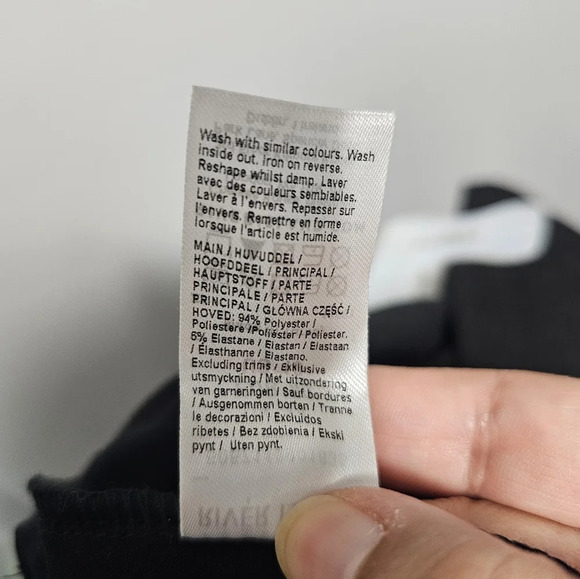 Wash with similar colours. Wash
inside out. Iron on reverse.
Reshape whilst damp. Laver
avec des couleurs semblables.
Laver à l'envers. Repasser sur
l'envers. Remettre en forme
lorsque l'article est humide.
MAIN / HUVUDDEL /
HOOFDDEEL / PRINCIPAL /
HAUPTSTOFF / PARTE
PRINCIPALE / PARTE
PRINCIPAL / GŁÓWNA CZĘŚĆ /
HOVED: 94% Polyester /
Poliestere /Poliéster / Poliester.
6% Elastane / Elastan / Elastaan
/ Élasthanne / Elastano.
Excluding trims / Exklusive
utsmyckning / Met uitzondering
van garneringen / Sauf bordures
/ Ausgenommen borten / Tranne
le decorazioni / Excluidos
ribetes / Bez zdobienia / Ekskl
pynt / Uten pynt.
RIVER